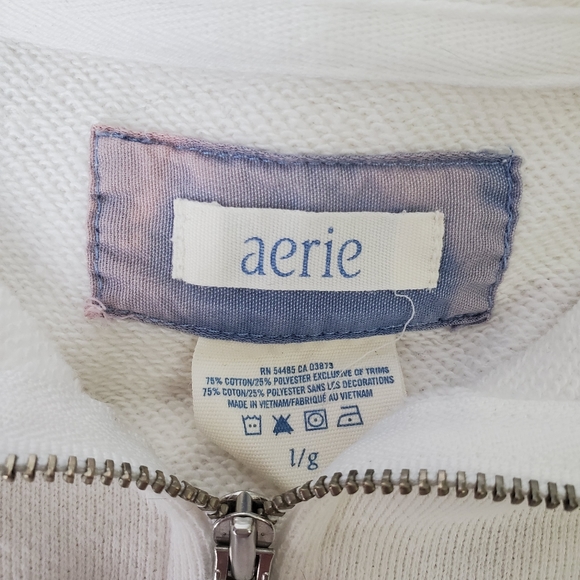 aerie
RN 54485 CA 03873
75% COTTON/25% POLYESTER EXCLUSIVE OF TRIMS
75% COTON/25% POLYESTER SANS LES DECORATIONS
MADE IN VIETNAM/FABRIQUÉ AU VIETNAM
l/g